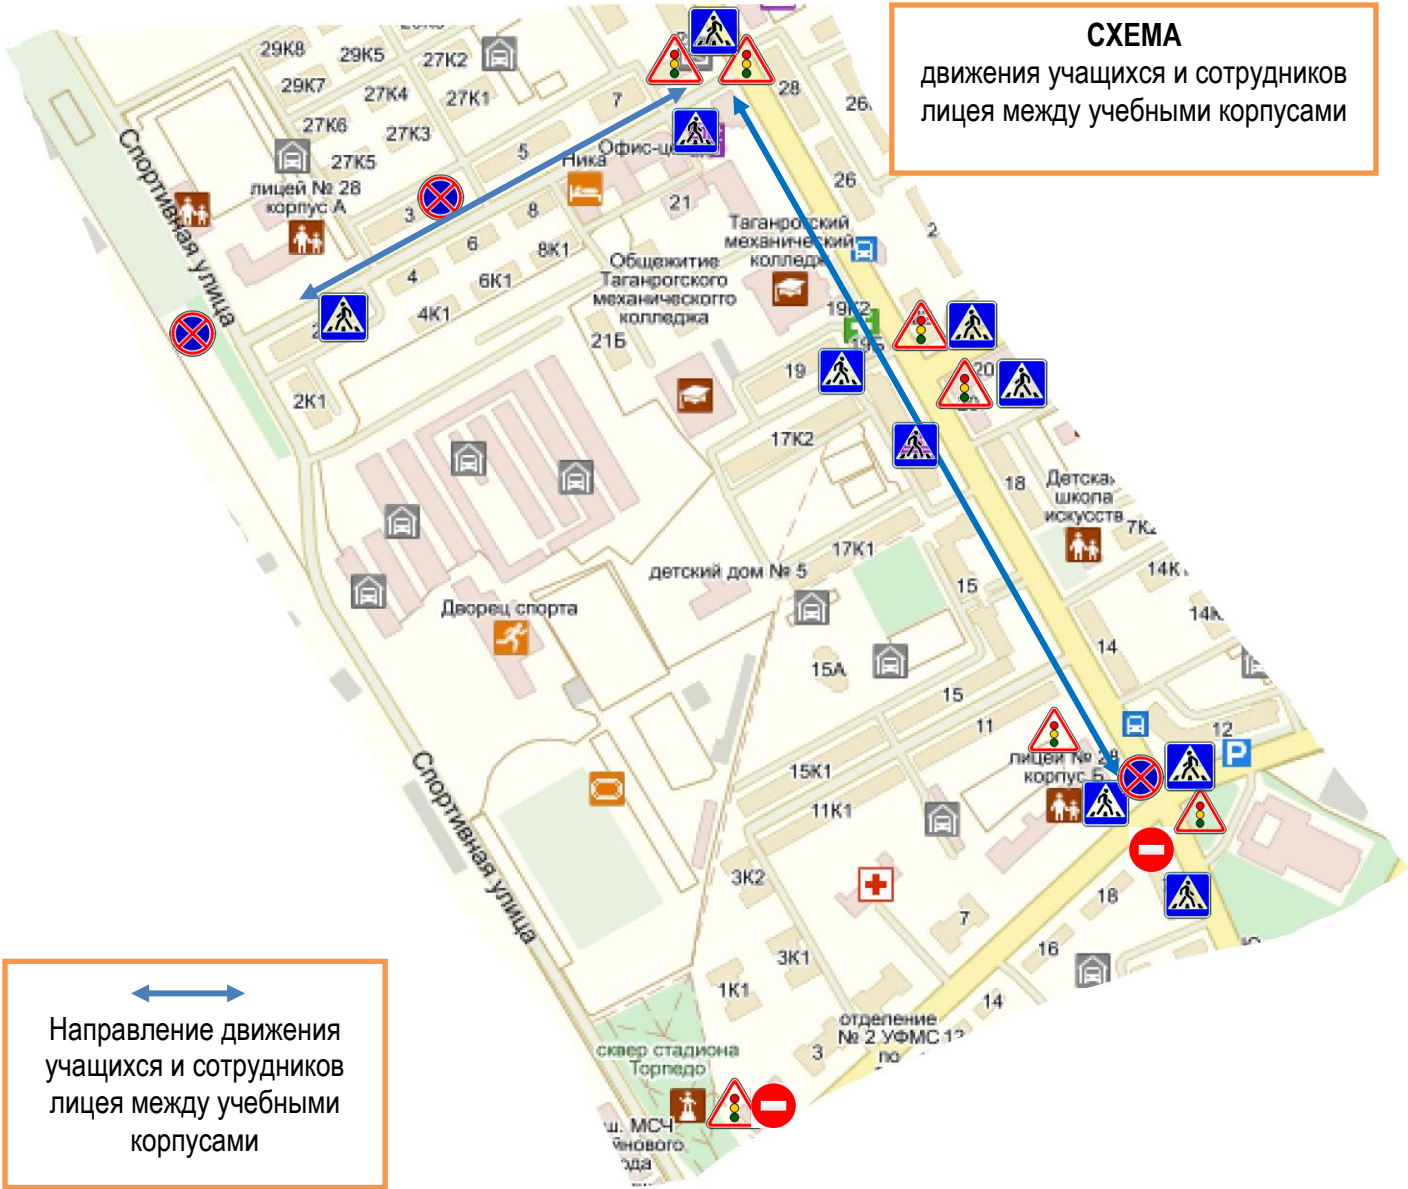 СХЕМА
движения учащихся и сотрудников
лицея между учебными корпусами
29К8
29К5
27К2
29К7
27К4
27К1
7
28
27К6
27К3
27К5
5
Ника
26
лицей № 28
корпус А
3
8
21
6
8К1
4
6К1
4К1
Спортивная улица
Таганрогский
механический
колледж
Общежитие
Таганрогского
механического
колледжа
19К2
21Б
19
20
2К1
17К2
18
Детская
школа
искусств
17К1
детский дом № 5
15
Дворец спорта
14
15А
15
11
12
P
15К1
11К1
лицей № 28
корпус Б
Спортивная улица
3К2
18
7
16
3К1
1К1
14
отделение
№ 2 УФМС
по
3
сквер стадиона
Торпедо
МСЧ
Направление движения
учащихся и сотрудников
лицея между учебными
корпусами